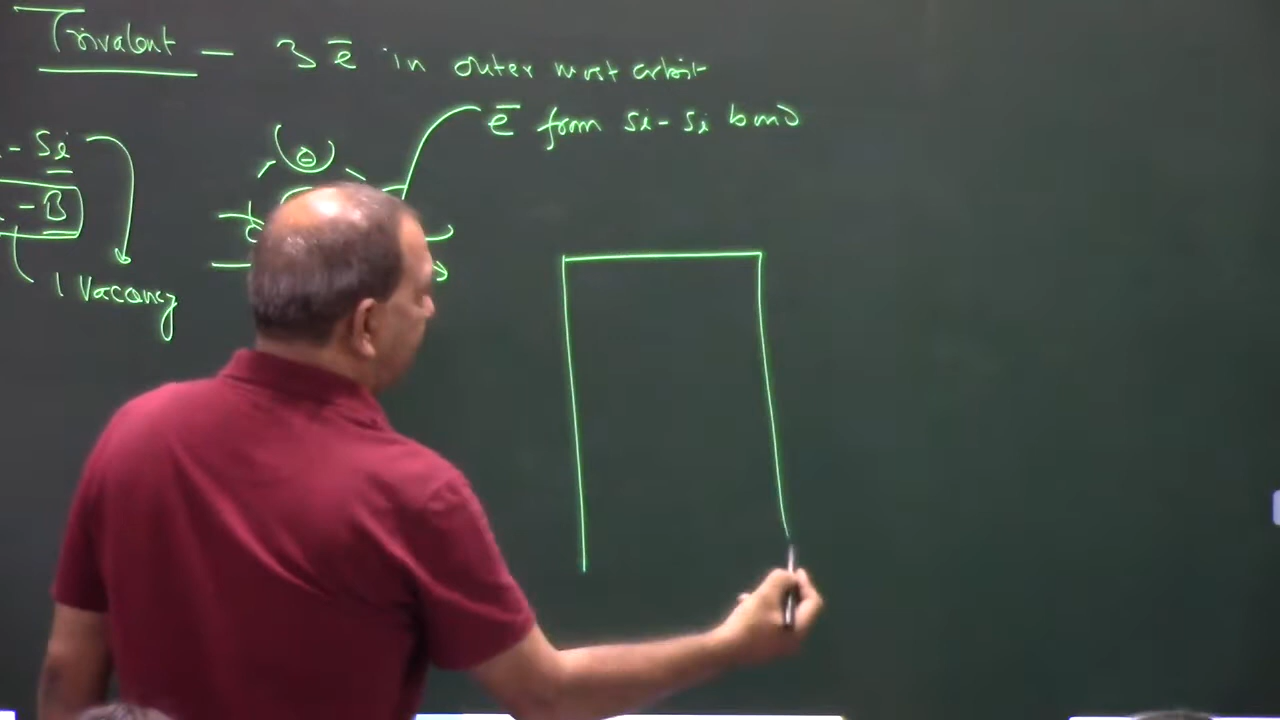 Trivalent — 3 ē in outer most orbit
ē from Si-Si bond
- Si
- B
1 Vacancy
⊖